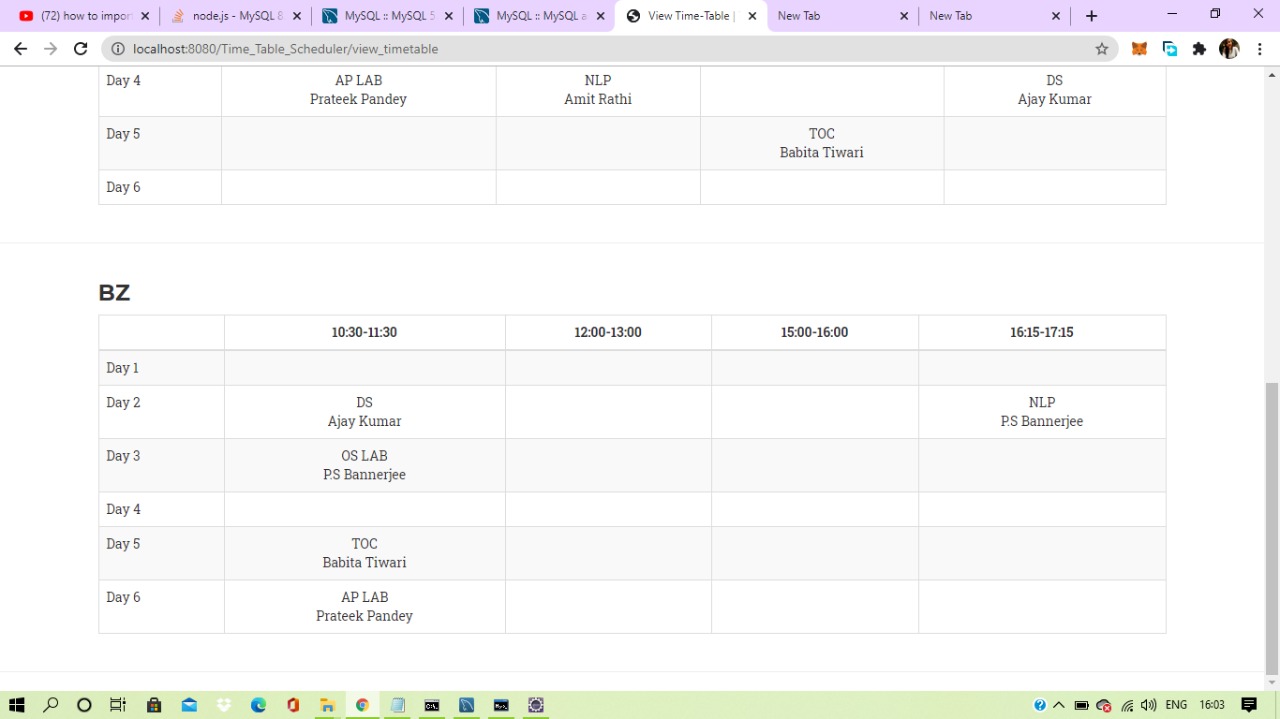 (72) how to import
node.js - MySQL 8
MySQL :: MySQL 5
MySQL :: MySQL a
View Time-Table |
New Tab
New Tab
localhost:8080/Time_Table_Scheduler/view_timetable
Day 4 AP LAB NLP DS
Prateek Pandey Amit Rathi Ajay Kumar
Day 5 TOC
Babita Tiwari
Day 6
BZ
10:30-11:30 12:00-13:00 15:00-16:00 16:15-17:15
Day 1
Day 2 DS NLP
Ajay Kumar P.S Bannerjee
Day 3 OS LAB
P.S Bannerjee
Day 4
Day 5 TOC
Babita Tiwari
Day 6 AP LAB
Prateek Pandey
ENG 16:03